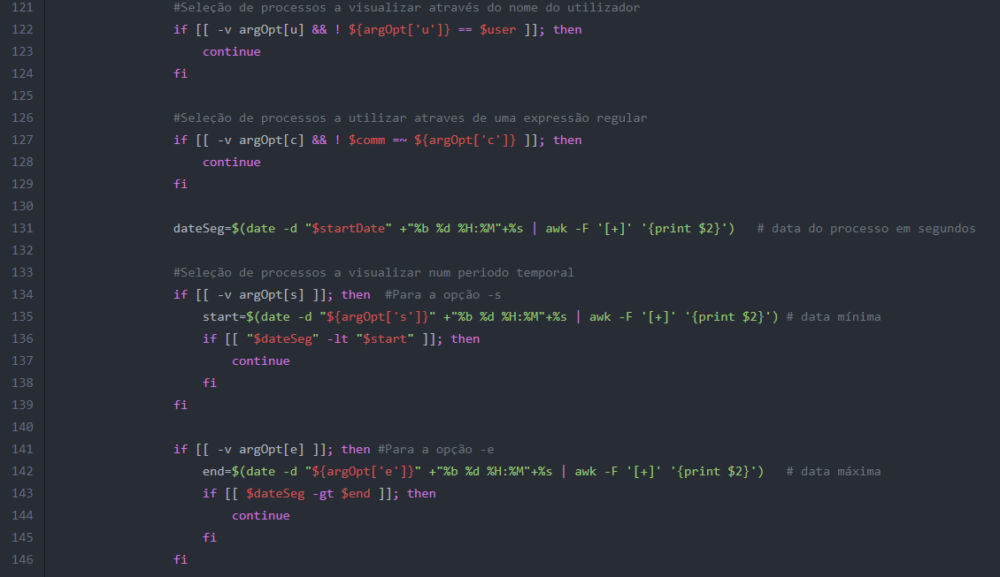 121 #Seleção de processos a visualizar através do nome do utilizador
122 if [[ -v argOpt[u] && ! ${argOpt['u']} == $user ]]; then
123 continue
124 fi
125
126 #Seleção de processos a utilizar atraves de uma expressão regular
127 if [[ -v argOpt[c] && ! $comm =~ ${argOpt['c']} ]]; then
128 continue
129 fi
130
131 dateSeg=$(date -d "$startDate" +"%b %d %H:%M"+%s | awk -F '[+]' '{print $2}') # data do processo em segundos
132
133 #Seleção de processos a visualizar num periodo temporal
134 if [[ -v argOpt[s] ]]; then #Para a opção -s
135 start=$(date -d "${argOpt['s']}" +"%b %d %H:%M"+%s | awk -F '[+]' '{print $2}') # data mínima
136 if [[ "$dateSeg" -lt "$start" ]]; then
137 continue
138 fi
139 fi
140
141 if [[ -v argOpt[e] ]]; then #Para a opção -e
142 end=$(date -d "${argOpt['e']}" +"%b %d %H:%M"+%s | awk -F '[+]' '{print $2}') # data máxima
143 if [[ $dateSeg -gt $end ]]; then
144 continue
145 fi
146 fi